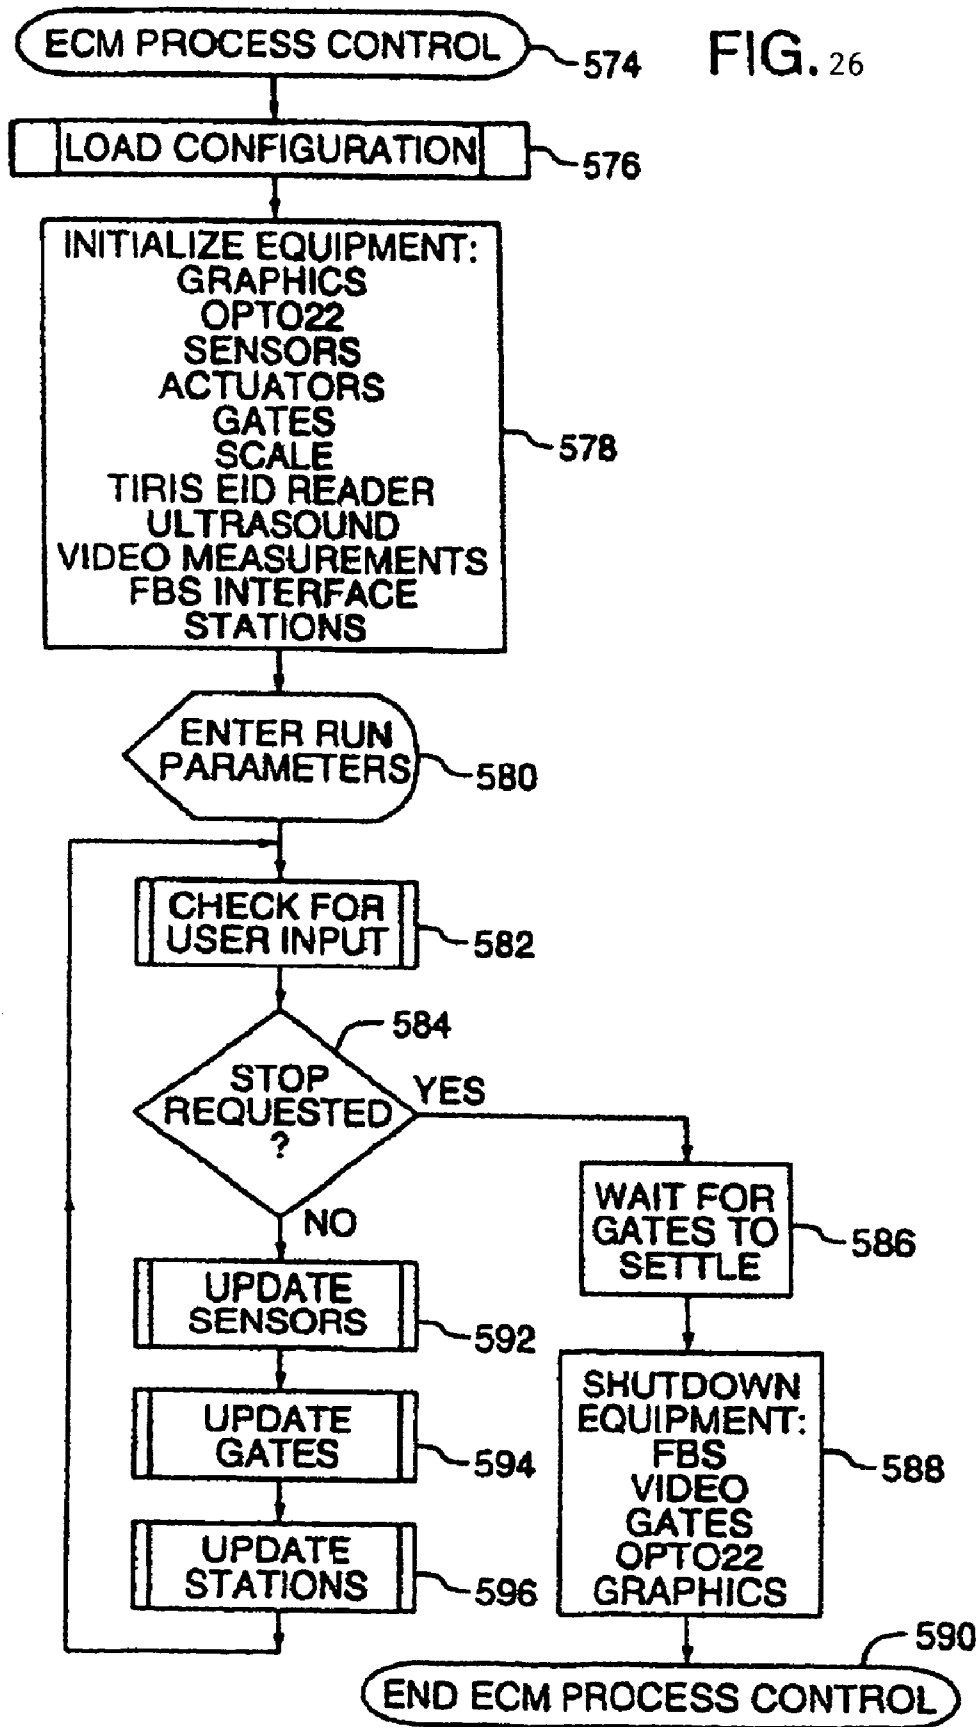 ECM PROCESS CONTROL
574
FIG. 26
LOAD CONFIGURATION
576
INITIALIZE EQUIPMENT:
GRAPHICS
OPTO22
SENSORS
ACTUATORS
GATES
SCALE
TIRIS EID READER
ULTRASOUND
VIDEO MEASUREMENTS
FBS INTERFACE
STATIONS
578
ENTER RUN
PARAMETERS
580
CHECK FOR
USER INPUT
582
584
STOP
REQUESTED
?
YES
NO
WAIT FOR
GATES TO
SETTLE
586
UPDATE
SENSORS
592
UPDATE
GATES
594
UPDATE
STATIONS
596
SHUTDOWN
EQUIPMENT:
FBS
VIDEO
GATES
OPTO22
GRAPHICS
588
590
END ECM PROCESS CONTROL